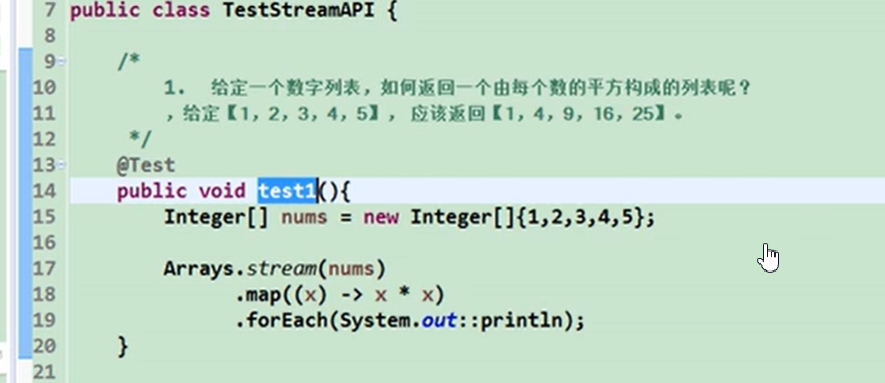 7 public class TestStreamAPI {
8
9 /*
10 1. 给定一个数字列表，如何返回一个由每个数的平方构成的列表呢？
11 ，给定【1，2，3，4，5】，应该返回【1，4，9，16，25】。
12 */
13 @Test
14 public void test1(){
15 Integer[] nums = new Integer[]{1,2,3,4,5};
16
17 Arrays.stream(nums)
18 .map((x) -> x * x)
19 .forEach(System.out::println);
20 }
21